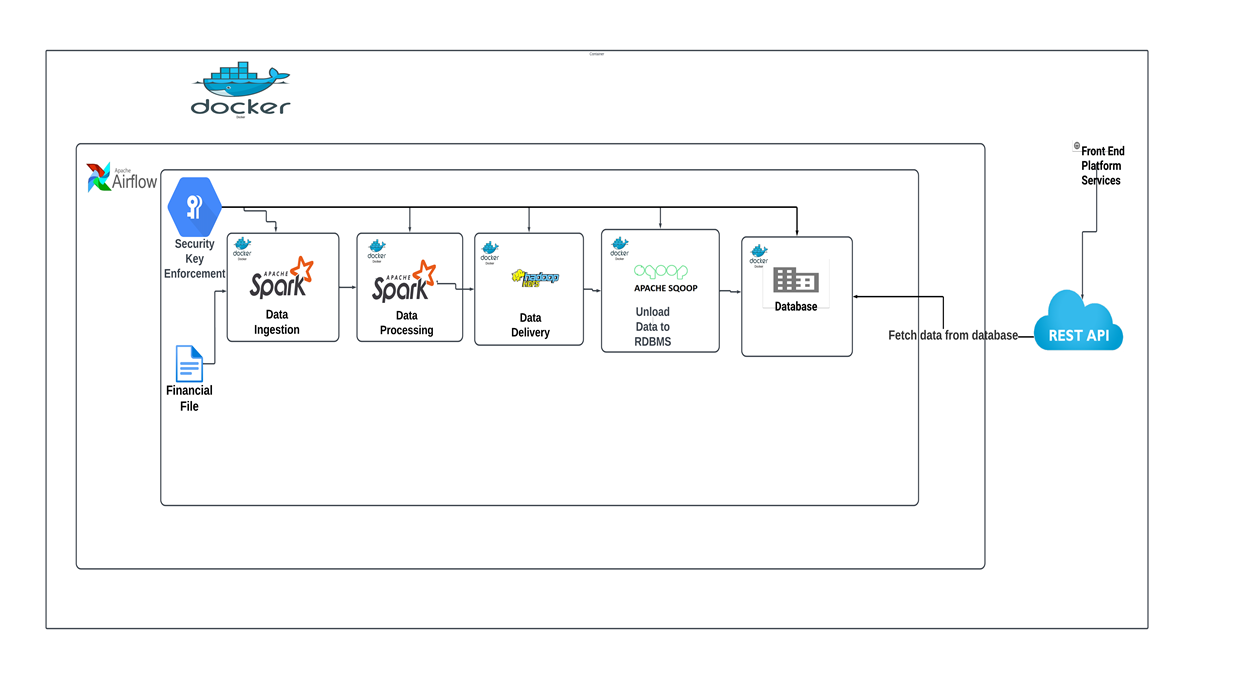 Container
docker
Docker
Apache
Airflow
Front End
Platform
Services
Security
Key
Enforcement
docker
Docker
APACHE
Spark
Data
Ingestion
docker
Docker
APACHE
Spark
Data
Processing
docker
Docker
hadoop
HDFS
Data
Delivery
docker
Docker
sqoop
APACHE SQOOP
Unload
Data to
RDBMS
docker
Docker
Database
Fetch data from database
REST API
Financial
File